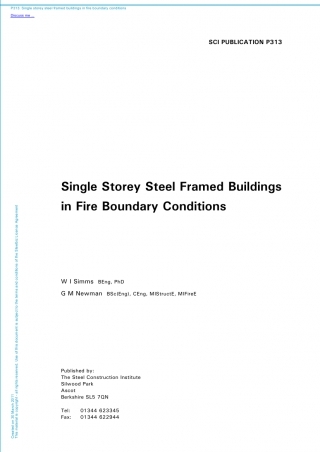 P313: Single storey steel framed buildings in fire boundary conditions
Discuss me ...
SCI PUBLICATION P313
Single Storey Steel Framed Buildings
in Fire Boundary Conditions
W I Simms BEng, PhD
G M Newman BSc(Eng), CEng, MIStructE, MIFireE
Published by:
The Steel Construction Institute
Silwood Park
Ascot
Berkshire SL5 7QN
Tel: 01344 623345
Fax: 01344 622944
Created on 30 March 2011
This material is copyright - all rights reserved. Use of this document is subject to the terms and conditions of the Steelbiz Licence Agreement